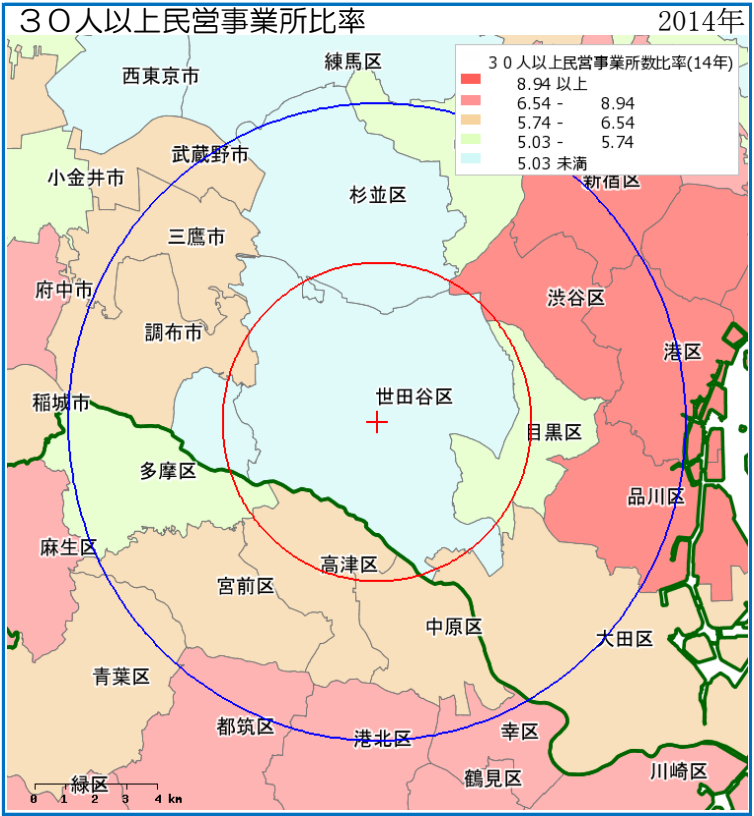 ３０人以上民営事業所比率
2014年
３０人以上民営事業所数比率(14年)
8.94 以上
6.54 - 8.94
5.74 - 6.54
5.03 - 5.74
5.03 未満
練馬区
西東京市
武蔵野市
小金井市
杉並区
新宿区
三鷹市
府中市
渋谷区
調布市
港区
世田谷区
稲城市
目黒区
多摩区
品川区
麻生区
高津区
宮前区
中原区
大田区
青葉区
都筑区
港北区
幸区
鶴見区
川崎区
緑区
0 1 2 3 4 km